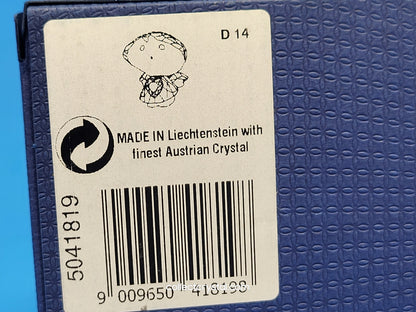 D 14
MADE IN Liechtenstein with
finest Austrian Crystal
5041819
9 009650 418198